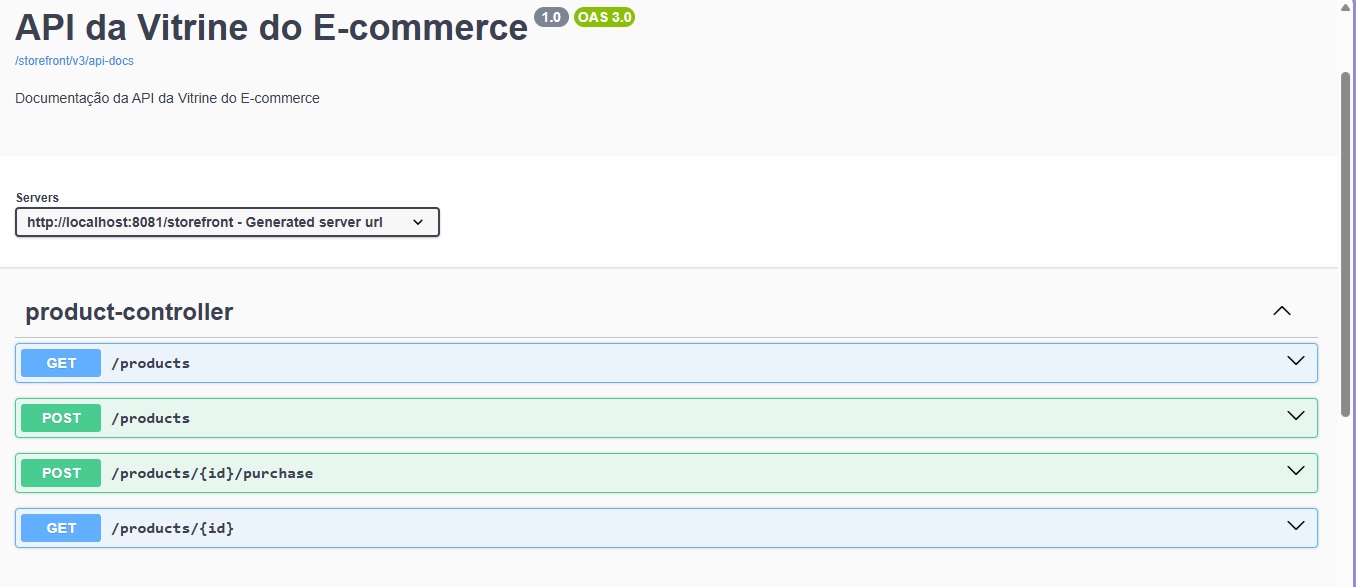 API da Vitrine do E-commerce 1.0 OAS 3.0
/storefront/v3/api-docs
Documentação da API da Vitrine do E-commerce
Servers
http://localhost:8081/storefront - Generated server url
product-controller
GET /products
POST /products
POST /products/{id}/purchase
GET /products/{id}